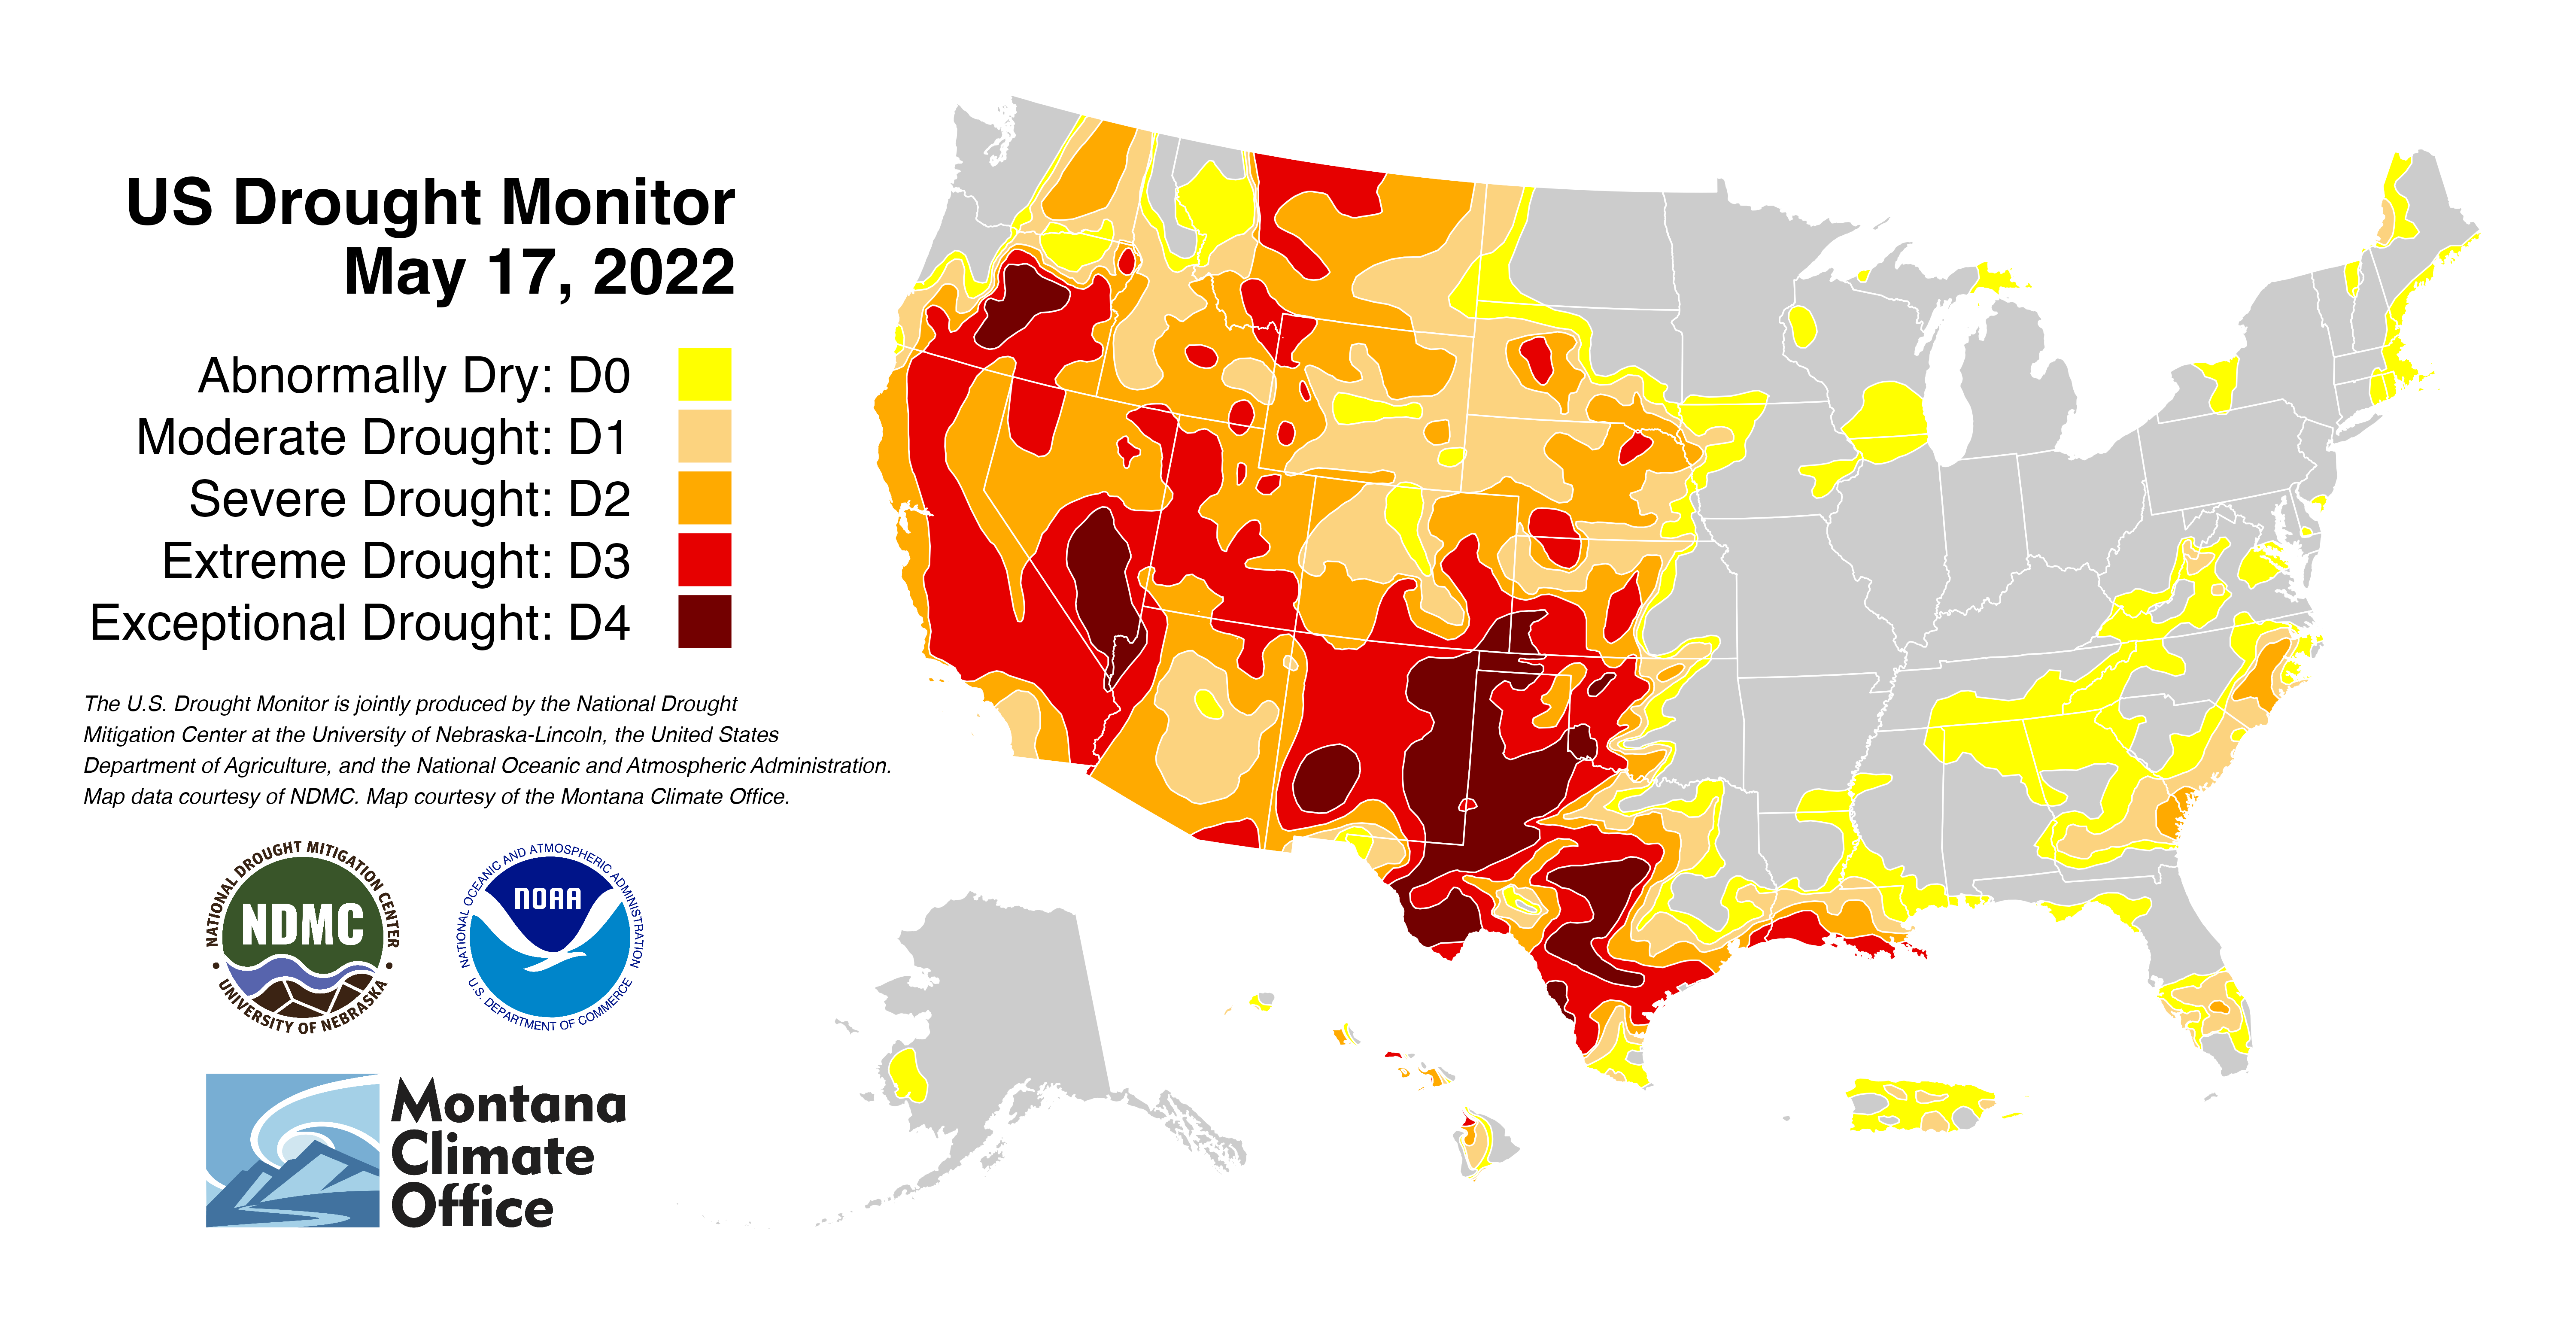 US Drought Monitor
May 17, 2022
Abnormally Dry: D0
Moderate Drought: D1
Severe Drought: D2
Extreme Drought: D3
Exceptional Drought: D4
The U.S. Drought Monitor is jointly produced by the National Drought
Mitigation Center at the University of Nebraska-Lincoln, the United States
Department of Agriculture, and the National Oceanic and Atmospheric Administration.
Map data courtesy of NDMC. Map courtesy of the Montana Climate Office.
NATIONAL DROUGHT MITIGATION CENTER
NDMC
• UNIVERSITY OF NEBRASKA •
NATIONAL OCEANIC AND ATMOSPHERIC ADMINISTRATION
NOAA
U.S. DEPARTMENT OF COMMERCE
Montana
Climate
Office